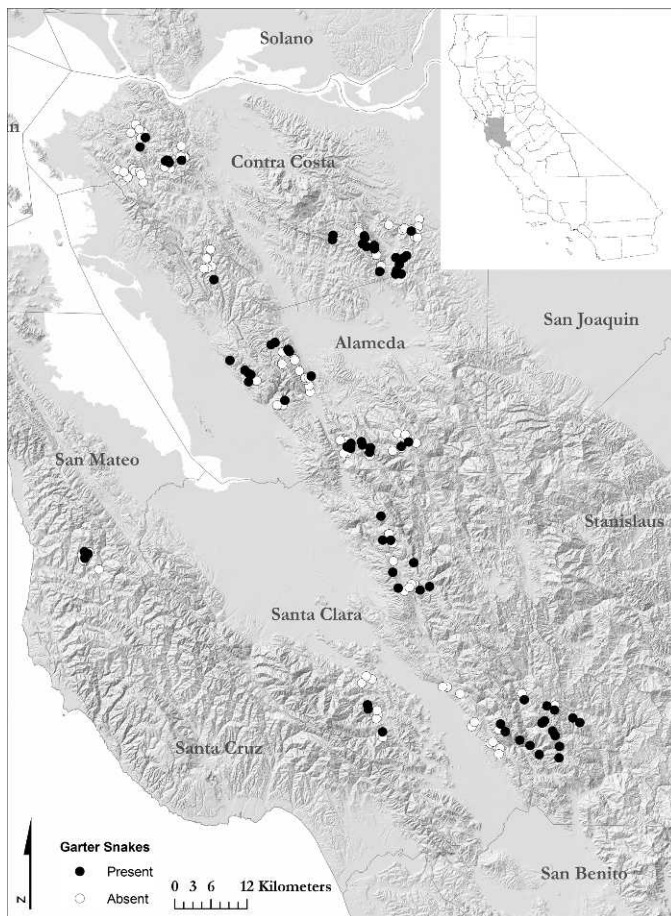 Solano
n
Contra Costa
San Joaquin
Alameda
San Mateo
Stanislaus
Santa Clara
Santa Cruz
San Benito
Garter Snakes
Present
Absent
0 3 6 12 Kilometers
N